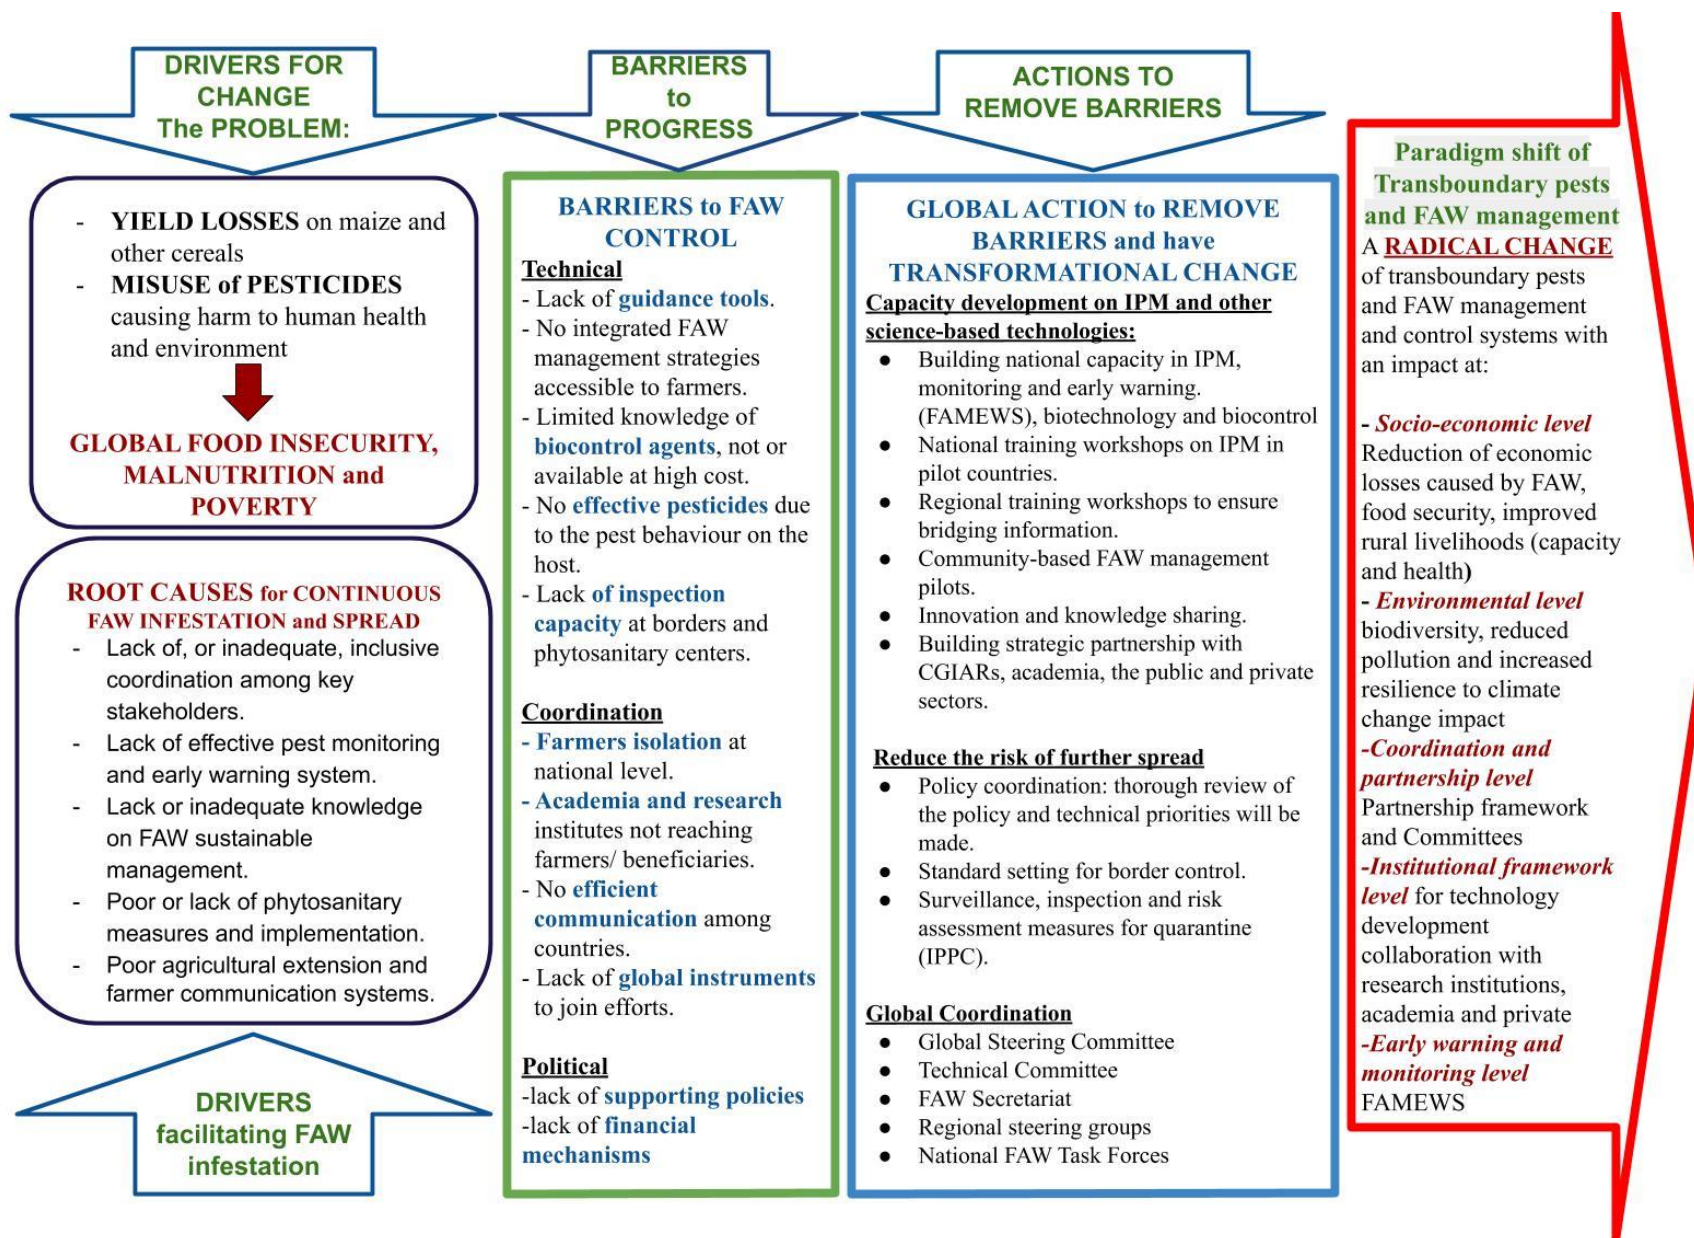 DRIVERS FOR
CHANGE
The PROBLEM:
- YIELD LOSSES on maize and
other cereals
- MISUSE of PESTICIDES
causing harm to human health
and environment
GLOBAL FOOD INSECURITY,
MALNUTRITION and
POVERTY
ROOT CAUSES for CONTINUOUS
FAW INFESTATION and SPREAD
- Lack of, or inadequate, inclusive
coordination among key
stakeholders.
- Lack of effective pest monitoring
and early warning system.
- Lack or inadequate knowledge
on FAW sustainable
management.
- Poor or lack of phytosanitary
measures and implementation.
- Poor agricultural extension and
farmer communication systems.
DRIVERS
facilitating FAW
infestation
BARRIERS
to
PROGRESS
BARRIERS to FAW
CONTROL
Technical
- Lack of guidance tools.
- No integrated FAW
management strategies
accessible to farmers.
- Limited knowledge of
biocontrol agents, not or
available at high cost.
- No effective pesticides due
to the pest behaviour on the
host.
- Lack of inspection
capacity at borders and
phytosanitary centers.
Coordination
- Farmers isolation at
national level.
- Academia and research
institutes not reaching
farmers/ beneficiaries.
- No efficient
communication among
countries.
- Lack of global instruments
to join efforts.
Political
-lack of supporting policies
-lack of financial
mechanisms
ACTIONS TO
REMOVE BARRIERS
GLOBAL ACTION to REMOVE
BARRIERS and have
TRANSFORMATIONAL CHANGE
Capacity development on IPM and other
science-based technologies:
● Building national capacity in IPM,
monitoring and early warning.
(FAMEWS), biotechnology and biocontrol
● National training workshops on IPM in
pilot countries.
● Regional training workshops to ensure
bridging information.
● Community-based FAW management
pilots.
● Innovation and knowledge sharing.
● Building strategic partnership with
CGIARs, academia, the public and private
sectors.
Reduce the risk of further spread
● Policy coordination: thorough review of
the policy and technical priorities will be
made.
● Standard setting for border control.
● Surveillance, inspection and risk
assessment measures for quarantine
(IPPC).
Global Coordination
● Global Steering Committee
● Technical Committee
● FAW Secretariat
● Regional steering groups
● National FAW Task Forces
Paradigm shift of
Transboundary pests
and FAW management
A RADICAL CHANGE
of transboundary pests
and FAW management
and control systems with
an impact at:
- Socio-economic level
Reduction of economic
losses caused by FAW,
food security, improved
rural livelihoods (capacity
and health)
- Environmental level
biodiversity, reduced
pollution and increased
resilience to climate
change impact
-Coordination and
partnership level
Partnership framework
and Committees
-Institutional framework
level for technology
development
collaboration with
research institutions,
academia and private
-Early warning and
monitoring level
FAMEWS